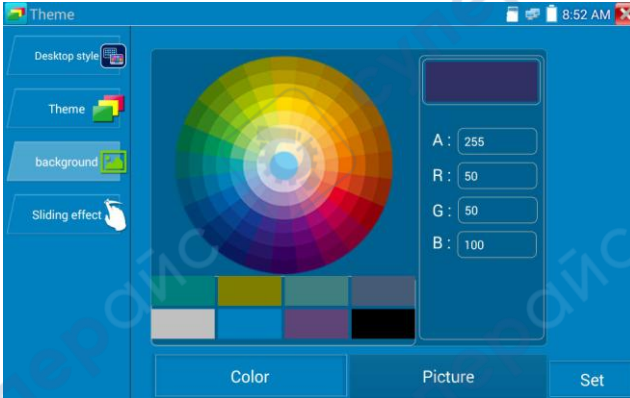 Theme
8:52 AM
Desktop style
Theme
background
Sliding effect
A : 255
R : 50
G : 50
B : 100
Color
Picture
Set